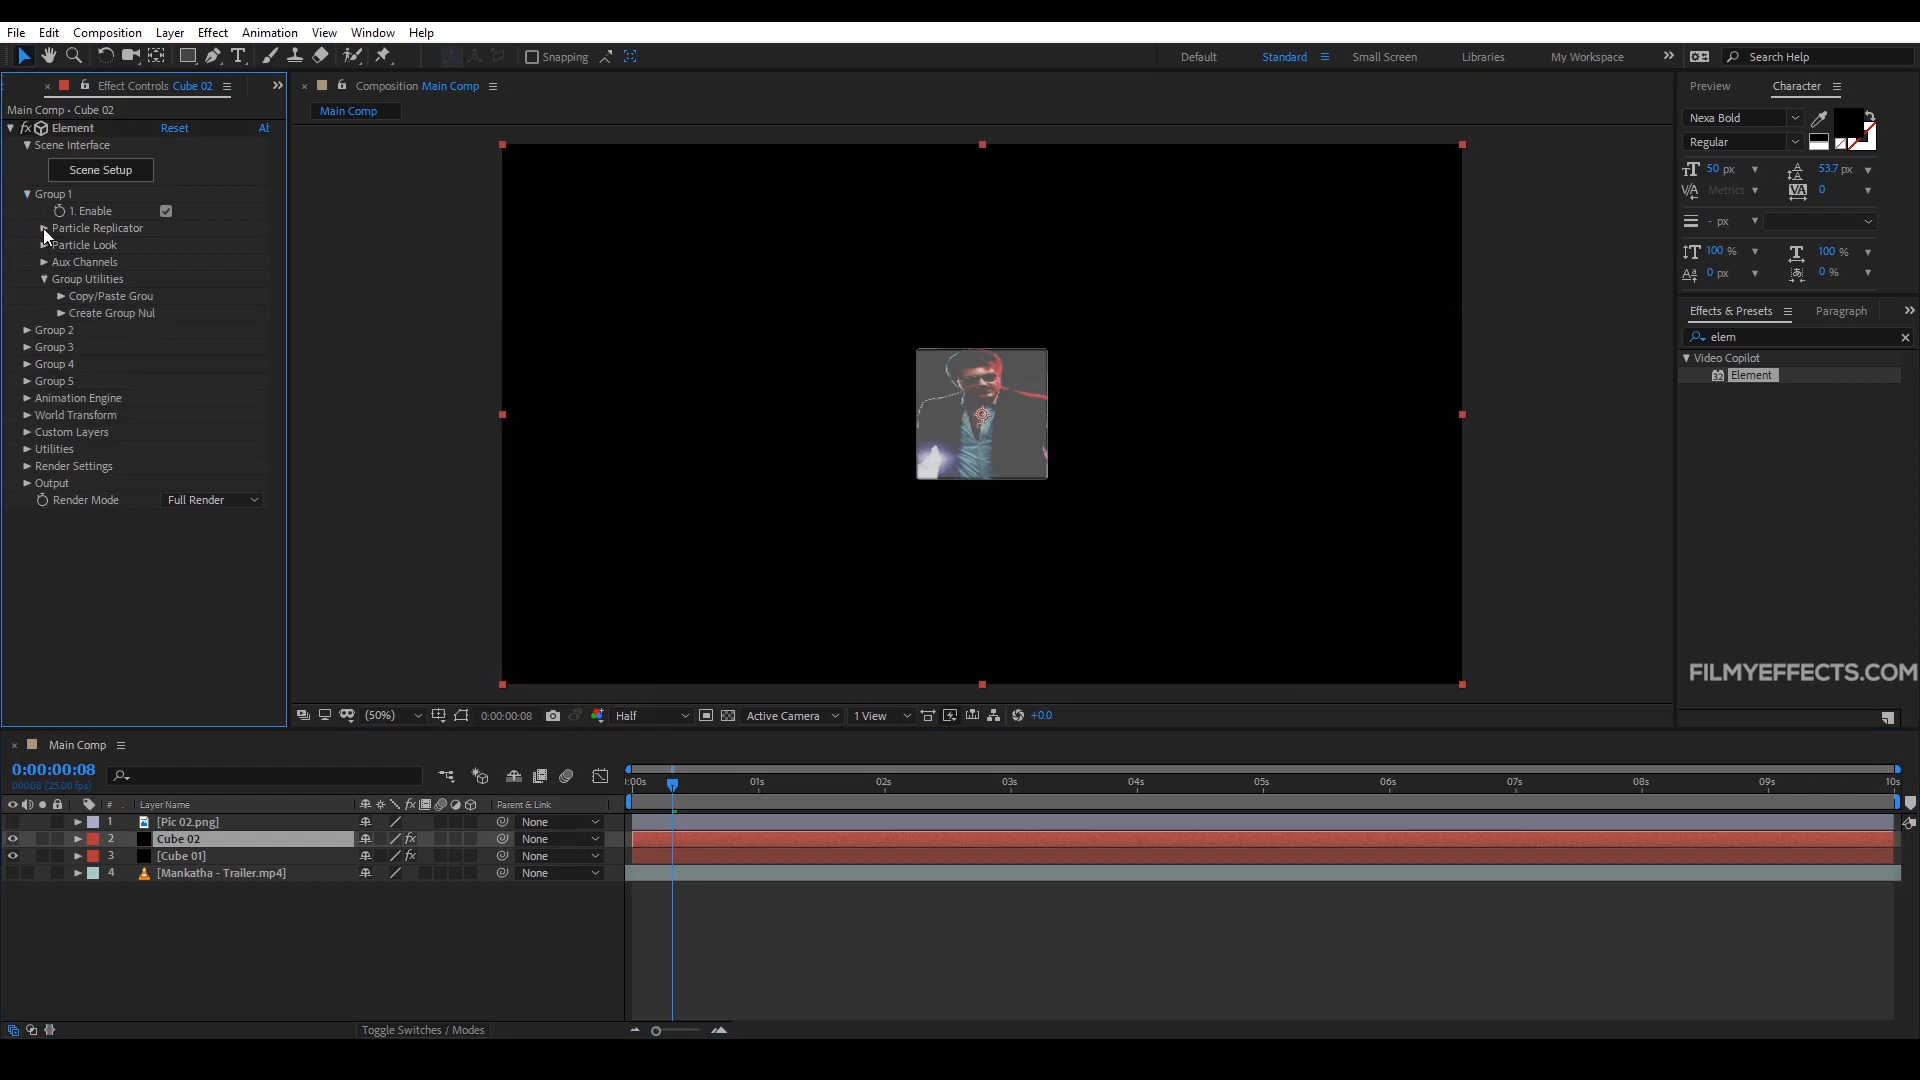 File Edit Composition Layer Effect Animation View Window Help
Snapping
Default Standard Small Screen Libraries My Workspace Search Help
Effect Controls Cube 02
Main Comp • Cube 02
fx Element Reset Ab
Scene Interface
Scene Setup
Group 1
1. Enable
Particle Replicator
Particle Look
Aux Channels
Group Utilities
Copy/Paste Grou
Create Group Nul
Group 2
Group 3
Group 4
Group 5
Animation Engine
World Transform
Custom Layers
Utilities
Render Settings
Output
Render Mode Full Render
Composition Main Comp
Main Comp
(50%) 0:00:00:08 Half Active Camera 1 View +0.0
Preview Character
Nexa Bold
Regular
50 px 53.7 px
Metrics 0
- px
100 % 100 %
0 px 0 %
Effects & Presets Paragraph
elem
Video Copilot
32 Element
FILMYEFFECTS.COM
Main Comp
0:00:00:08
00008 (25.00 fps)
# Layer Name Parent & Link
1 [Pic 02.png] None
2 Cube 02 fx None
3 [Cube 01] fx None
4 [Mankatha - Trailer.mp4] None
:00s 01s 02s 03s 04s 05s 06s 07s 08s 09s 10s
Toggle Switches / Modes